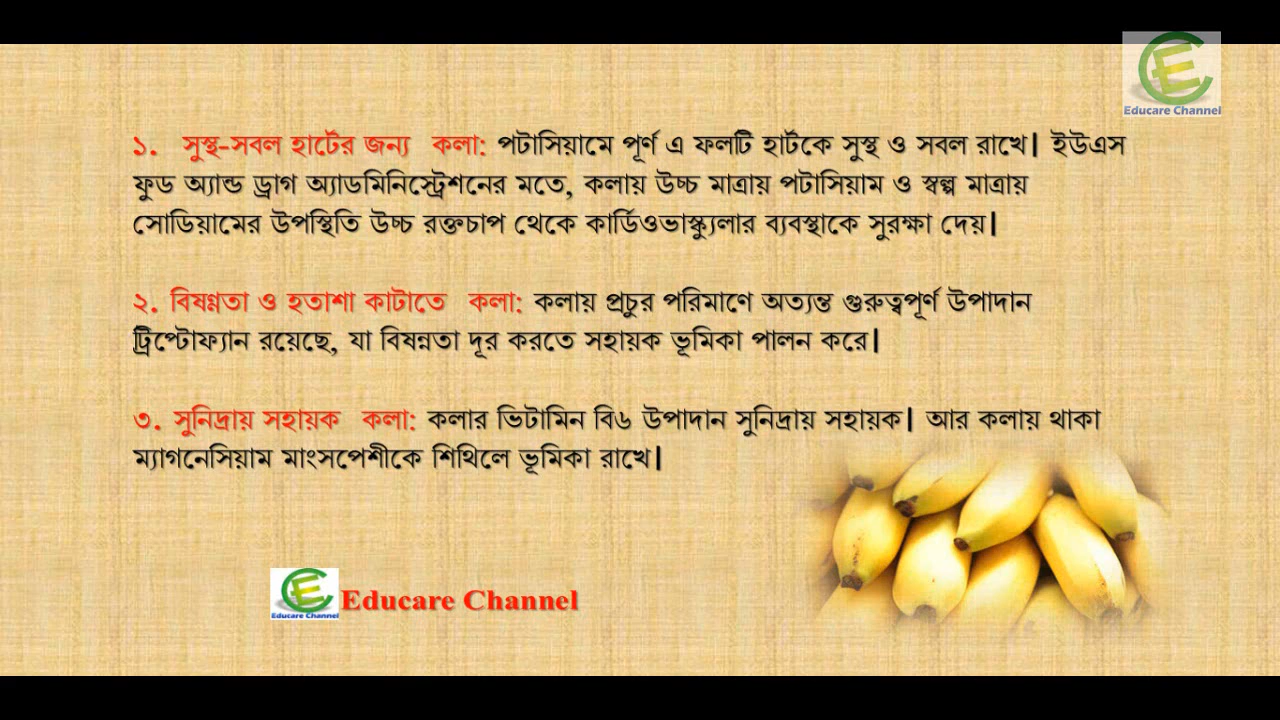 Educare Channel
১. সুস্থ-সবল হার্টের জন্য কলা: পটাসিয়ামে পূর্ণ এ ফলটি হার্টকে সুস্থ ও সবল রাখে। ইউএস
ফুড অ্যান্ড ড্রাগ অ্যাডমিনিস্ট্রেশনের মতে, কলায় উচ্চ মাত্রায় পটাসিয়াম ও স্বল্প মাত্রায়
সোডিয়ামের উপস্থিতি উচ্চ রক্তচাপ থেকে কার্ডিওভাস্ক্যুলার ব্যবস্থাকে সুরক্ষা দেয়।
২. বিষণ্নতা ও হতাশা কাটাতে কলা: কলায় প্রচুর পরিমাণে অত্যন্ত গুরুত্বপূর্ণ উপাদান
ট্রিপ্টোফ্যান রয়েছে, যা বিষন্নতা দূর করতে সহায়ক ভূমিকা পালন করে।
৩. সুনিদ্রায় সহায়ক কলা: কলার ভিটামিন বি৬ উপাদান সুনিদ্রায় সহায়ক। আর কলায় থাকা
ম্যাগনেসিয়াম মাংসপেশীকে শিথিলে ভূমিকা রাখে।
Educare Channel
Educare Channel